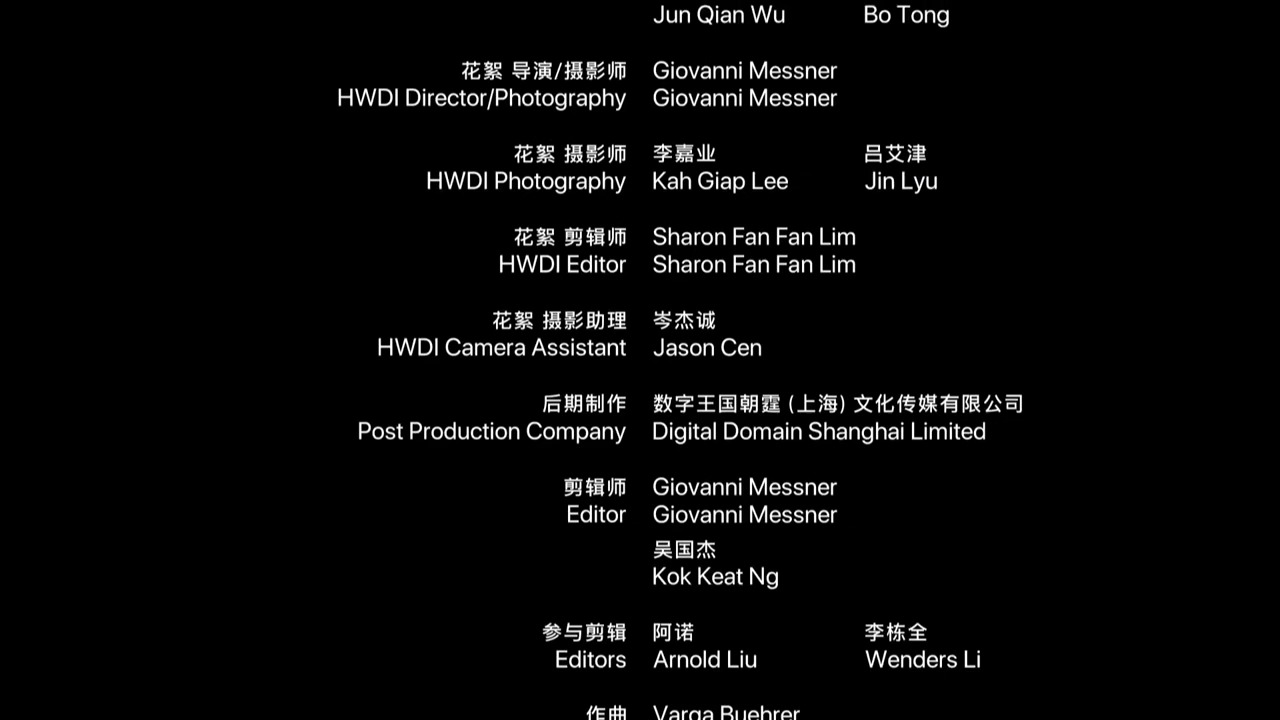 Jun Qian Wu Bo Tong
花絮 导演/摄影师 Giovanni Messner
HWDI Director/Photography Giovanni Messner
花絮 摄影师 李嘉业 吕艾津
HWDI Photography Kah Giap Lee Jin Lyu
花絮 剪辑师 Sharon Fan Fan Lim
HWDI Editor Sharon Fan Fan Lim
花絮 摄影助理 岑杰诚
HWDI Camera Assistant Jason Cen
后期制作 数字王国朝霆 (上海) 文化传媒有限公司
Post Production Company Digital Domain Shanghai Limited
剪辑师 Giovanni Messner
Editor Giovanni Messner
吴国杰
Kok Keat Ng
参与剪辑 阿诺 李栋全
Editors Arnold Liu Wenders Li
作曲 Varga Buehrer